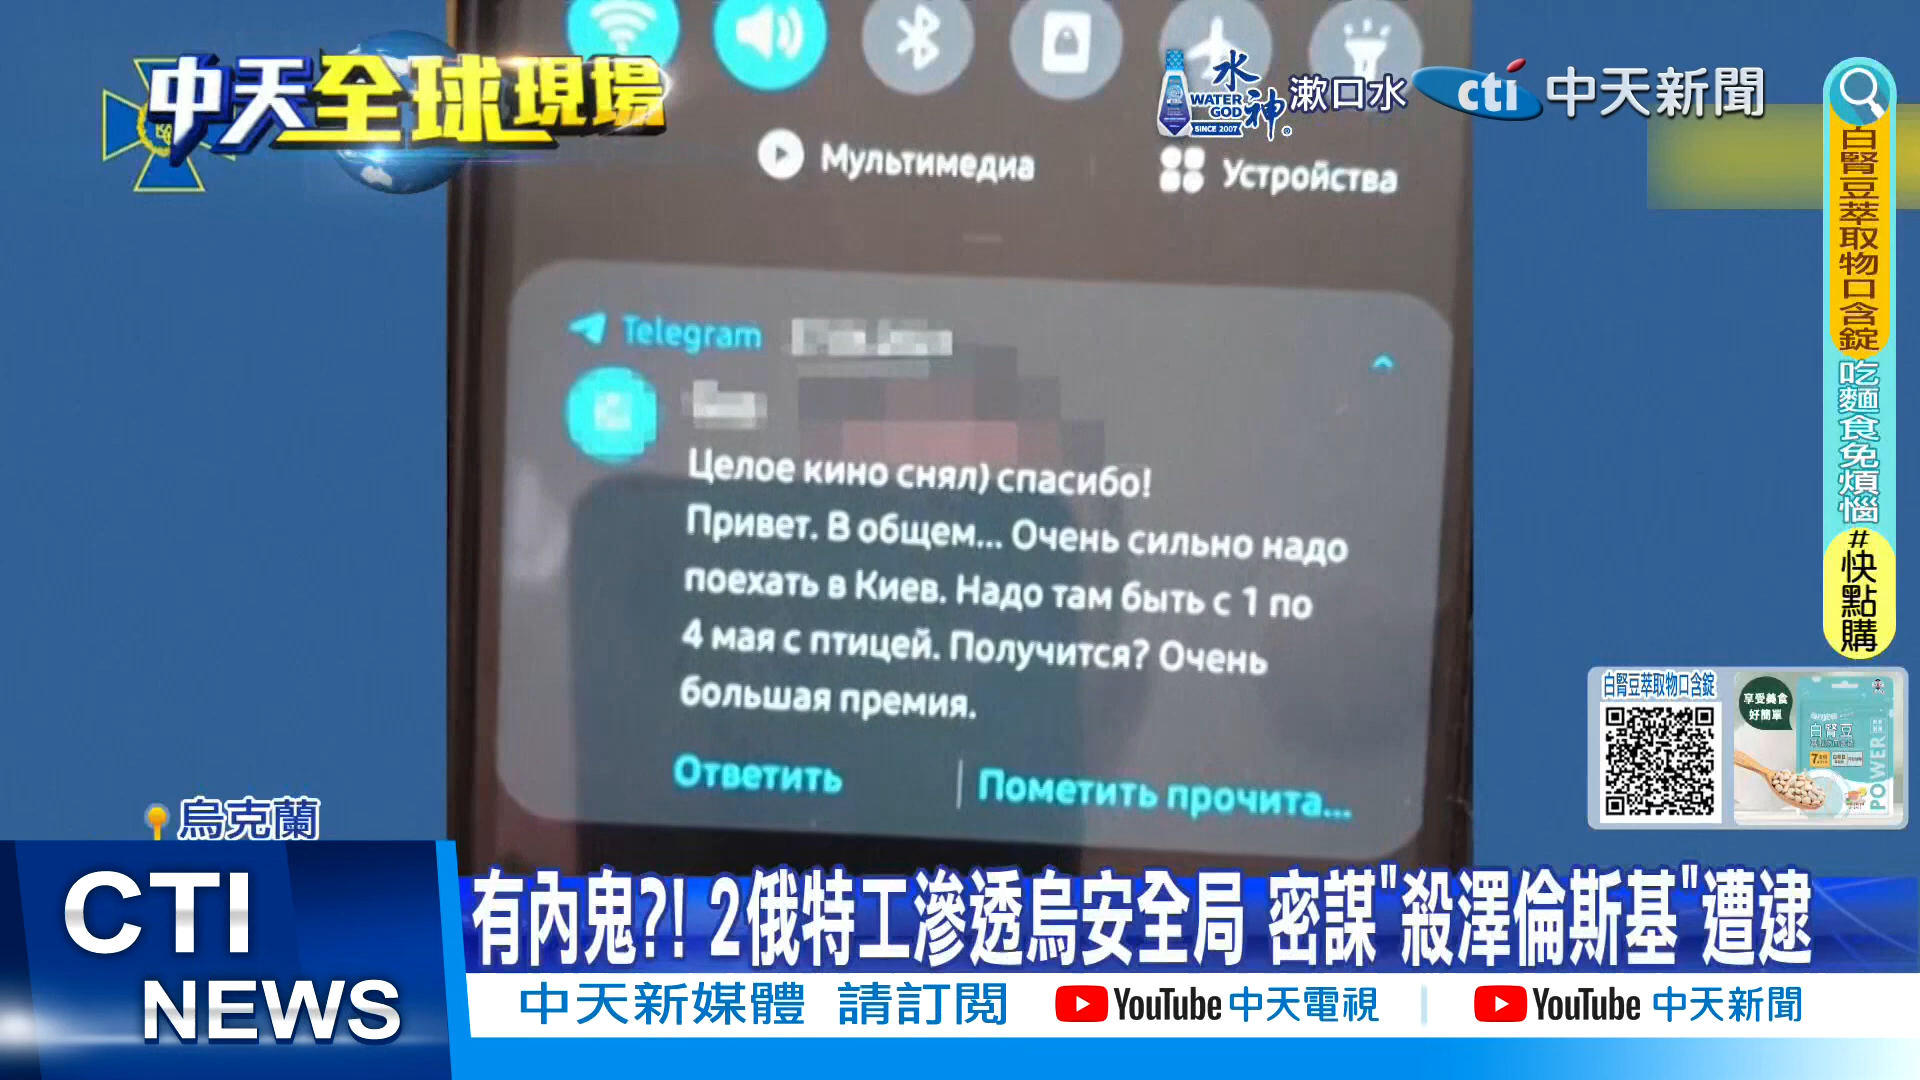 中天全球現場
水神
WATER
GOD
SINCE 2007
漱口水
cti 中天新聞
Мультимедиа
Устройства
Telegram
Целое кино снял) спасибо!
Привет. В общем... Очень сильно надо
поехать в Киев. Надо там быть с 1 по
4 мая с птицей. Получится? Очень
большая премия.
Ответить
Пометить прочита...
白腎豆萃取物口含錠
吃麵食免煩惱
#快點購
白腎豆萃取物口含錠
享受美食
好簡單
白腎豆
POWER
烏克蘭
CTI
NEWS
有內鬼?! 2俄特工滲透烏安全局 密謀"殺澤倫斯基"遭逮
中天新媒體 請訂閱 YouTube 中天電視 | YouTube 中天新聞